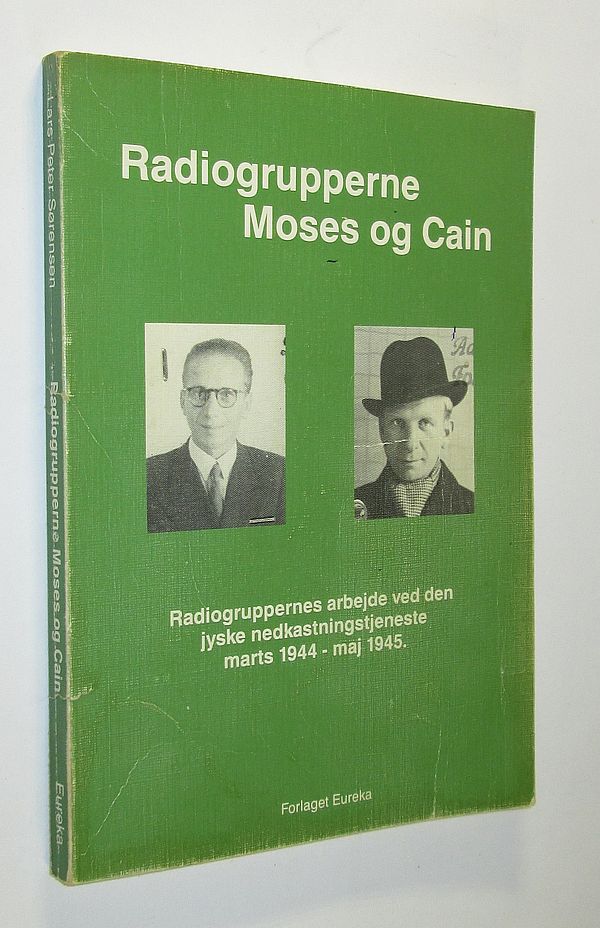 Radiogrupperne
Moses og Cain
Radiogruppernes arbejde ved den
jyske nedkastningstjeneste
marts 1944 - maj 1945.
Forlaget Eureka
Lars Peter Sørensen
Radiogrupperne Moses og Cain
Eureka